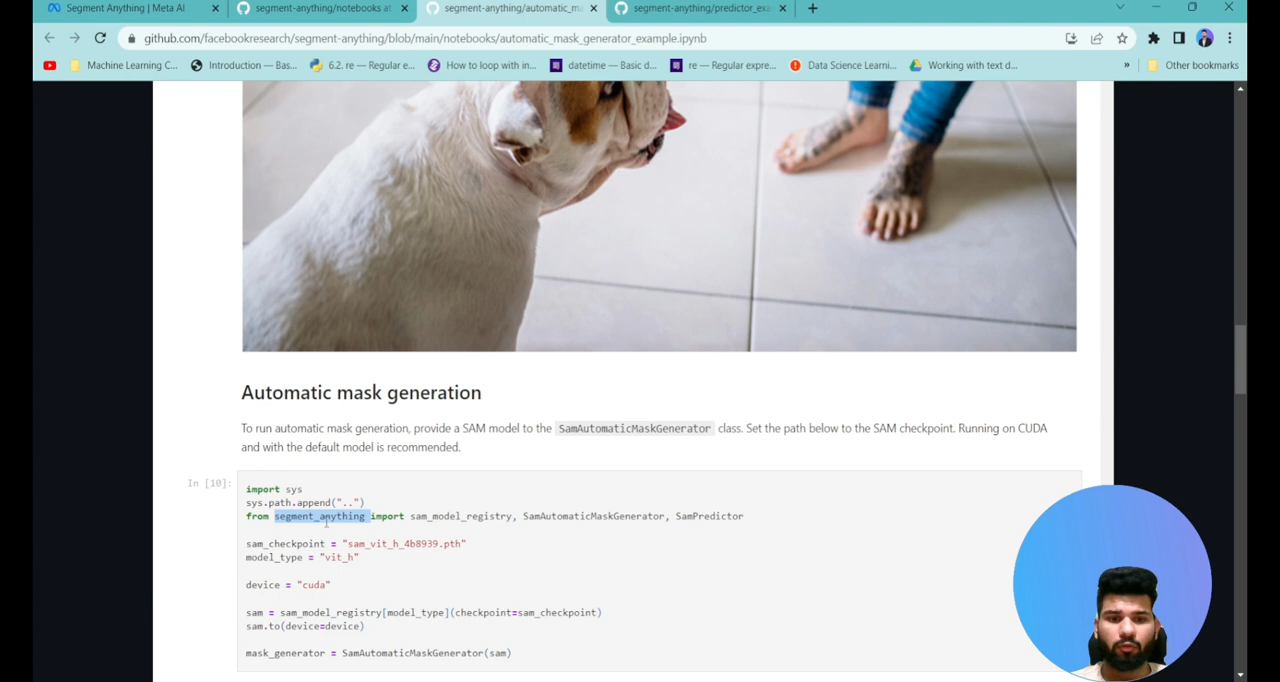 Segment Anything | Meta AI
segment-anything/notebooks at
segment-anything/automatic_ma
segment-anything/predictor_exa
github.com/facebookresearch/segment-anything/blob/main/notebooks/automatic_mask_generator_example.ipynb
Machine Learning C...
Introduction — Bas...
6.2. re — Regular e...
How to loop with in...
datetime — Basic d...
re — Regular expre...
Data Science Learni...
Working with text d...
»
Other bookmarks
Automatic mask generation
To run automatic mask generation, provide a SAM model to the SamAutomaticMaskGenerator class. Set the path below to the SAM checkpoint. Running on CUDA
and with the default model is recommended.
In [10]:
import sys
sys.path.append("..")
from segment_anything import sam_model_registry, SamAutomaticMaskGenerator, SamPredictor
sam_checkpoint = "sam_vit_h_4b8939.pth"
model_type = "vit_h"
device = "cuda"
sam = sam_model_registry[model_type](checkpoint=sam_checkpoint)
sam.to(device=device)
mask_generator = SamAutomaticMaskGenerator(sam)